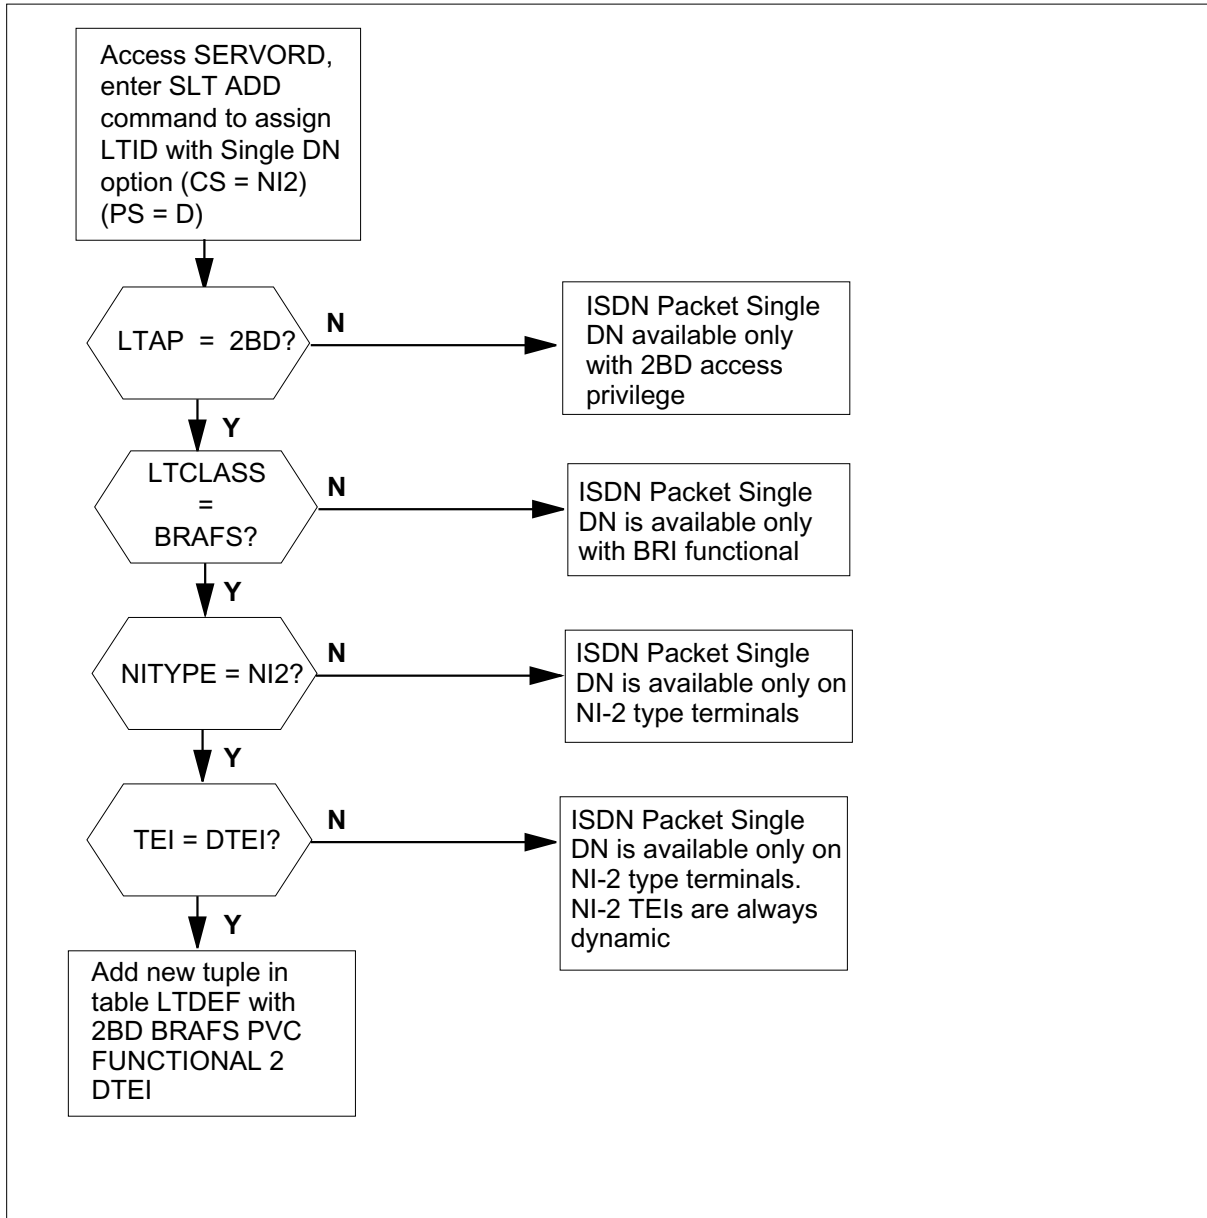 Access SERVORD,
enter SLT ADD
command to assign
LTID with Single DN
option (CS = NI2)
(PS = D)
LTAP = 2BD?
N
ISDN Packet Single
DN available only
with 2BD access
privilege
Y
LTCLASS
=
BRAFS?
N
ISDN Packet Single
DN is available only
with BRI functional
Y
NITYPE = NI2?
N
ISDN Packet Single
DN is available only on
NI-2 type terminals
Y
TEI = DTEI?
N
ISDN Packet Single
DN is available only on
NI-2 type terminals.
NI-2 TEIs are always
dynamic
Y
Add new tuple in
table LTDEF with
2BD BRAFS PVC
FUNCTIONAL 2
DTEI